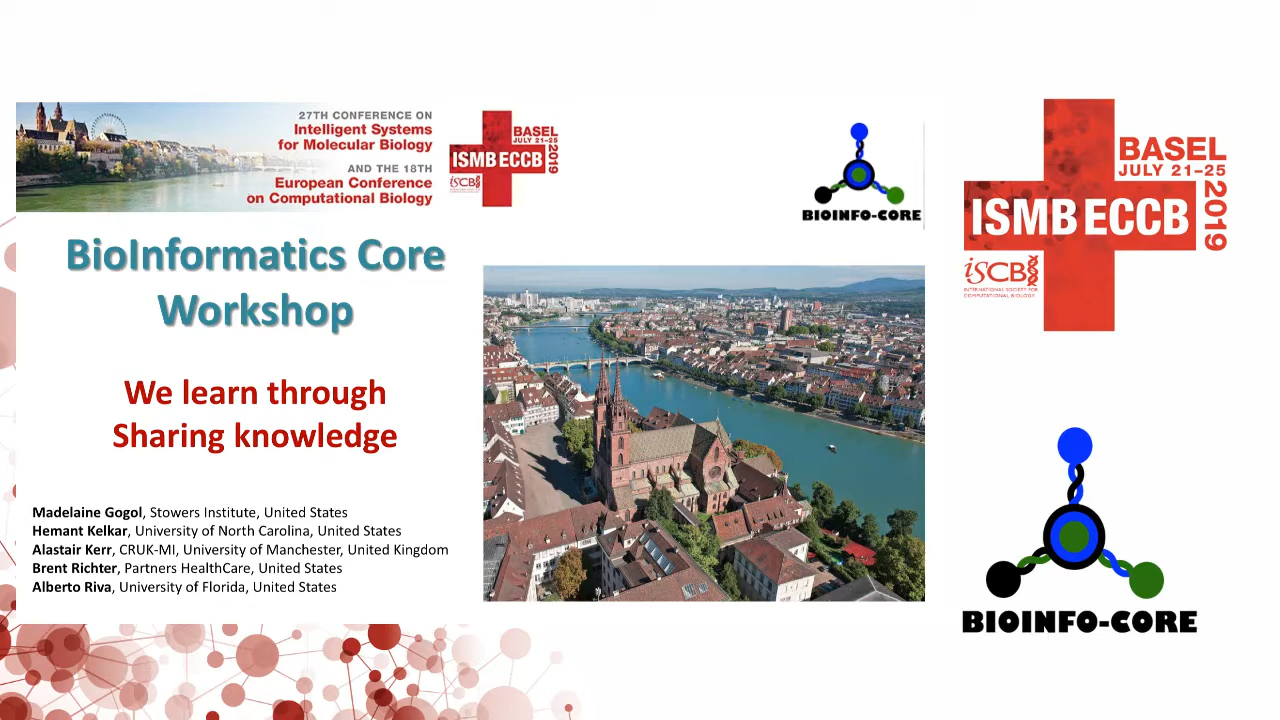 27TH CONFERENCE ON
Intelligent Systems
for Molecular Biology
AND THE 18TH
European Conference
on Computational Biology
BASEL
JULY 21-25
2019
ISMB ECCB
ISCB
BIOINFO-CORE
BioInformatics Core
Workshop
We learn through
Sharing knowledge
Madelaine Gogol, Stowers Institute, United States
Hemant Kelkar, University of North Carolina, United States
Alastair Kerr, CRUK-MI, University of Manchester, United Kingdom
Brent Richter, Partners HealthCare, United States
Alberto Riva, University of Florida, United States
BASEL
JULY 21-25
2019
ISMB ECCB
ISCB
INTERNATIONAL SOCIETY FOR
COMPUTATIONAL BIOLOGY
BIOINFO-CORE